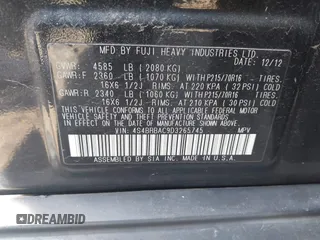 MFD. BY FUJI HEAVY INDUSTRIES LTD. 12/12
GVWR: 4585 LB (2080 KG)
GAWR:F 2360 LB (1070 KG) WITH P215/70R16 TIRES,
16X6 1/2J RIMS, AT 220 KPA (32 PSI) COLD
GAWR:R 2340 LB (1060 KG) WITH P215/70R16 TIRES,
16X6 1/2J RIMS, AT 210 KPA (30 PSI) COLD
THIS VEHICLE CONFORMS TO ALL APPLICABLE
FEDERAL MOTOR VEHICLE SAFETY, BUMPER, AND
THEFT PREVENTION STANDARDS IN EFFECT ON THE
DATE OF MANUFACTURE SHOWN ABOVE.
VIN: 4S4BRBAC9D3265745 MPV
ASSEMBLED BY SIA INC. MADE IN U.S.A.
DREAMBID